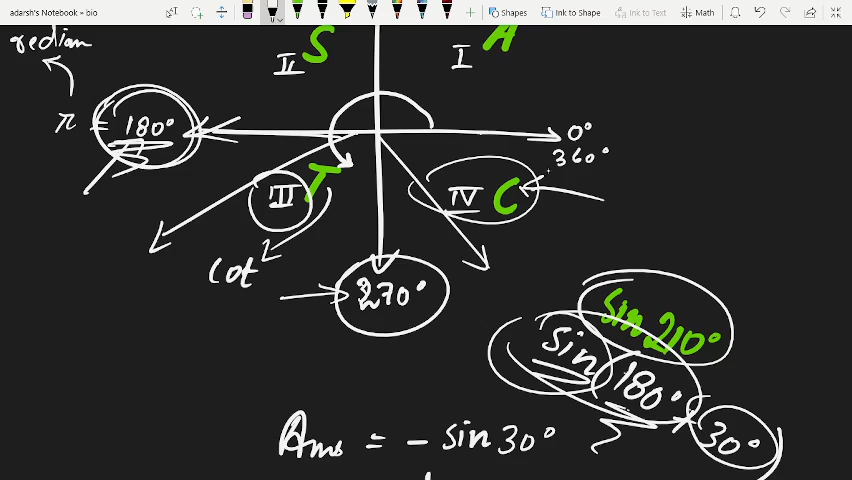 adarsh's Notebook » bio
Shapes
Ink to Shape
Ink to Text
Math
redian
II S
I A
π = 180°
0°
360°
III T
IV C
Cot
270°
sin 210°
sin 180° + 30°
Ans = - sin 30°